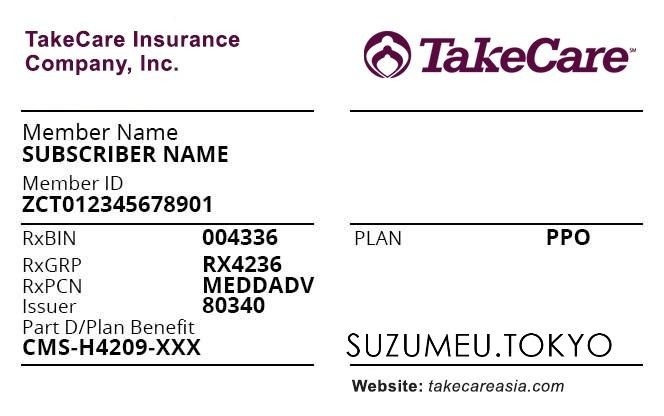 TakeCare Insurance
Company, Inc.
TakeCare℠
Member Name
SUBSCRIBER NAME
Member ID
ZCT012345678901
RxBIN 004336
RxGRP RX4236
RxPCN MEDDADV
Issuer 80340
Part D/Plan Benefit
CMS-H4209-XXX
PLAN PPO
SUZUMEU.TOKYO
Website: takecareasia.com